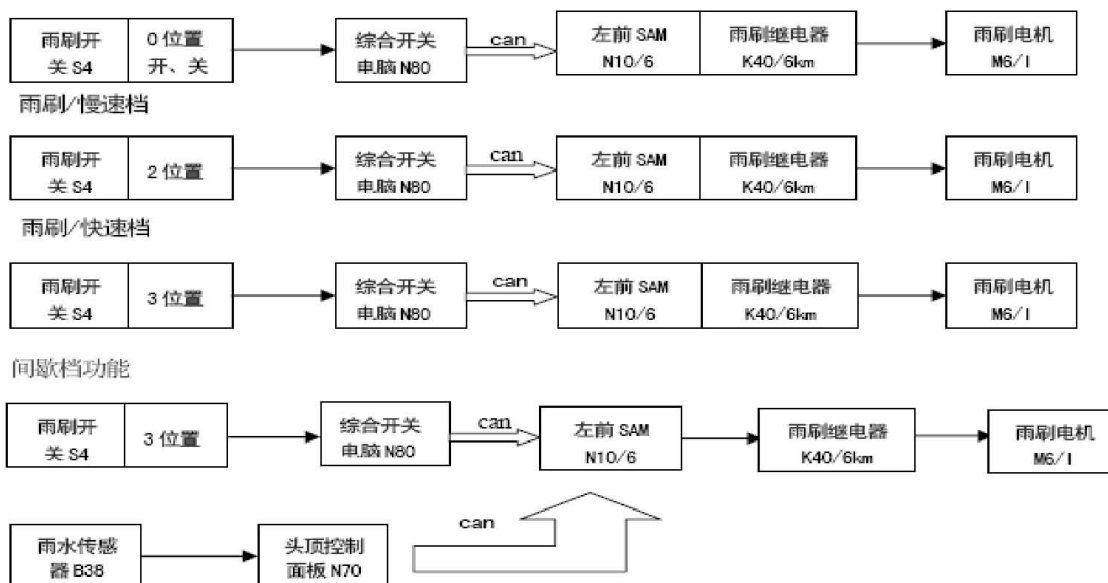 雨刷开 0 位置 综合开关 can 左前 SAM 雨刷继电器 雨刷电机
关 S4 开、关 电脑 N80 N10/6 K40/6km M6/I
雨刷/慢速档
雨刷开 2 位置 综合开关 can 左前 SAM 雨刷继电器 雨刷电机
关 S4 电脑 N80 N10/6 K40/6km M6/I
雨刷/快速档
雨刷开 3 位置 综合开关 can 左前 SAM 雨刷继电器 雨刷电机
关 S4 电脑 N80 N10/6 K40/6km M6/I
间歇档功能
雨刷开 3 位置 综合开关 can 左前 SAM 雨刷继电器 雨刷电机
关 S4 电脑 N80 N10/6 K40/6km M6/I
can
雨水传感 头顶控制
器 B38 面板 N70